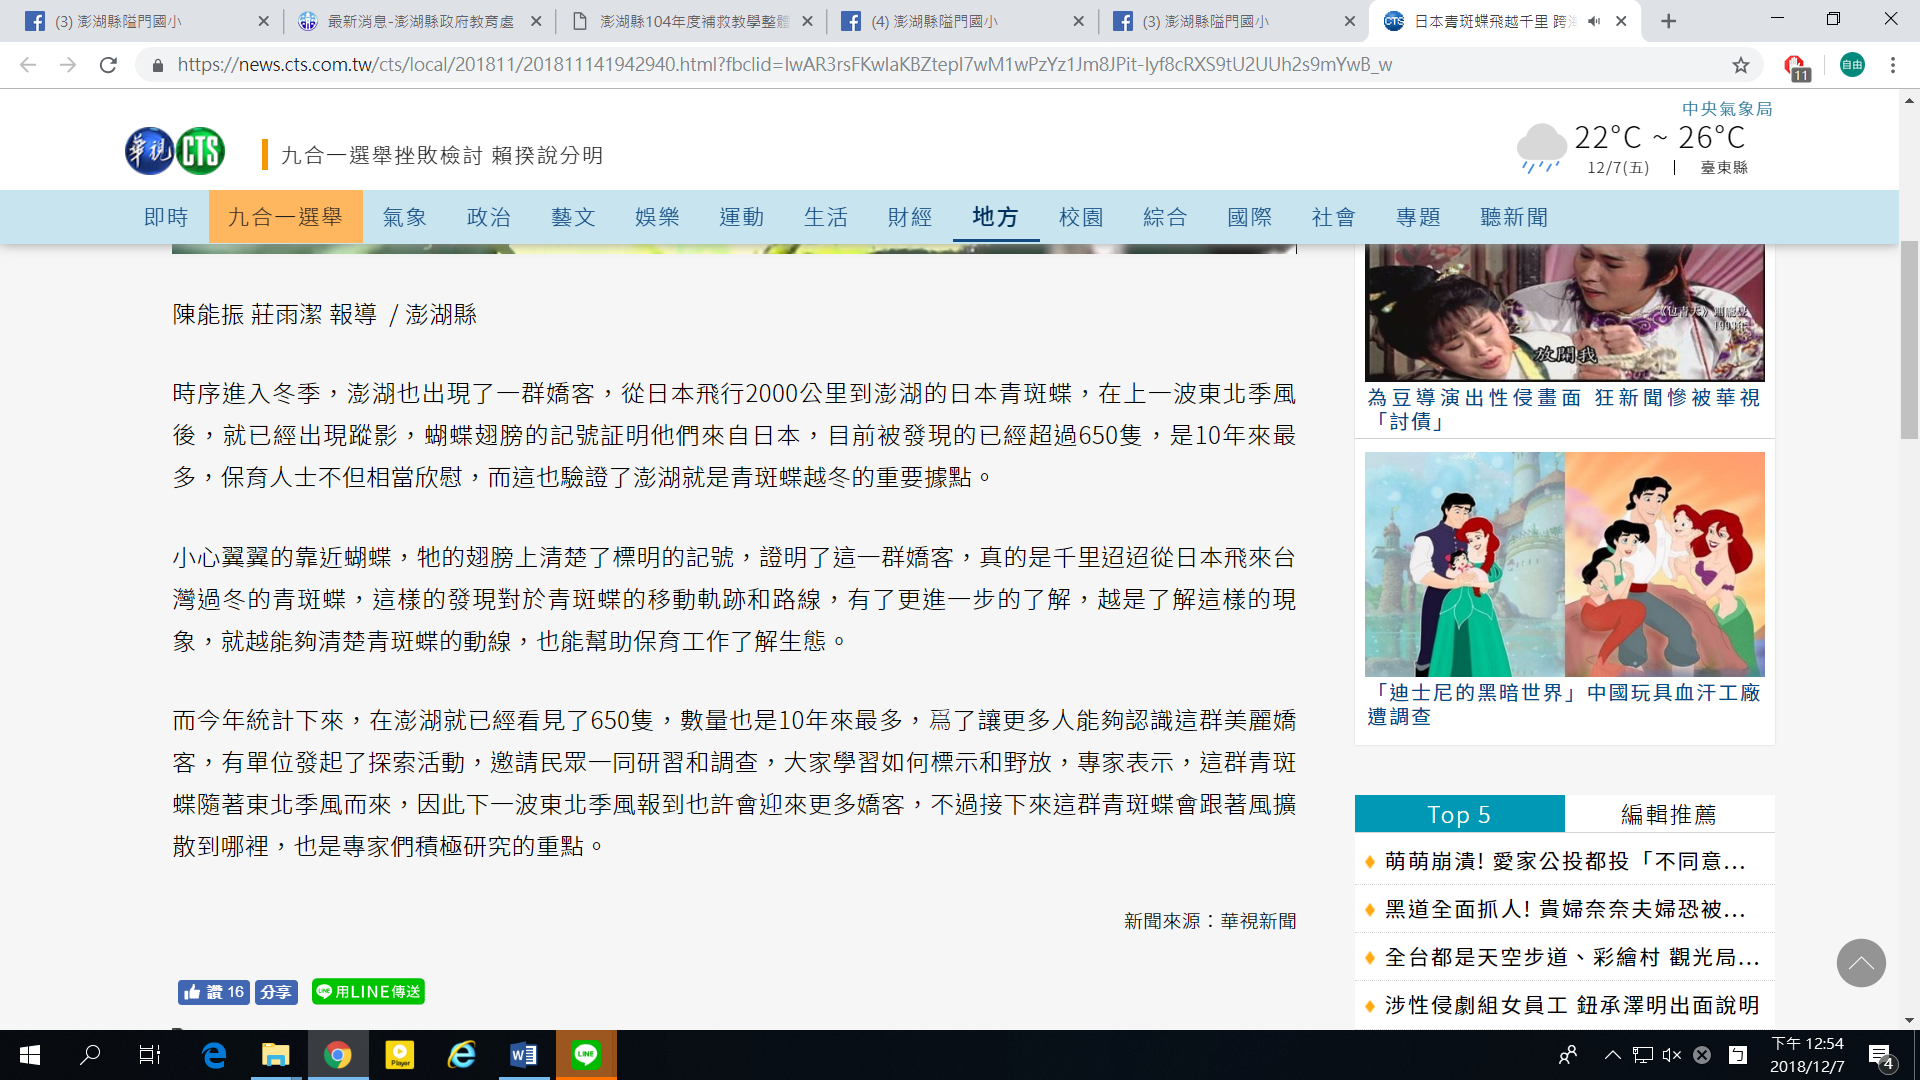 (3) 澎湖縣隘門國小
最新消息-澎湖縣政府教育處
澎湖縣104年度補救教學整體
(4) 澎湖縣隘門國小
(3) 澎湖縣隘門國小
CTS 日本青斑蝶飛越千里 跨海
https://news.cts.com.tw/cts/local/201811/201811141942940.html?fbclid=IwAR3rsFKwlaKBZtepI7wM1wPzYz1Jm8JPit-Iyf8cRXS9tU2UUh2s9mYwB_w
11
自由
中央氣象局
華視 CTS
九合一選舉挫敗檢討 賴揆說分明
22°C ~ 26°C
12/7(五) | 臺東縣
即時 九合一選舉 氣象 政治 藝文 娛樂 運動 生活 財經 地方 校園 綜合 國際 社會 專題 聽新聞
陳能振 莊雨潔 報導 / 澎湖縣
時序進入冬季，澎湖也出現了一群嬌客，從日本飛行2000公里到澎湖的日本青斑蝶，在上一波東北季風
後，就已經出現蹤影，蝴蝶翅膀的記號証明他們來自日本，目前被發現的已經超過650隻，是10年來最
多，保育人士不但相當欣慰，而這也驗證了澎湖就是青斑蝶越冬的重要據點。
小心翼翼的靠近蝴蝶，牠的翅膀上清楚了標明的記號，證明了這一群嬌客，真的是千里迢迢從日本飛來台
灣過冬的青斑蝶，這樣的發現對於青斑蝶的移動軌跡和路線，有了更進一步的了解，越是了解這樣的現
象，就越能夠清楚青斑蝶的動線，也能幫助保育工作了解生態。
而今年統計下來，在澎湖就已經看見了650隻，數量也是10年來最多，爲了讓更多人能夠認識這群美麗嬌
客，有單位發起了探索活動，邀請民眾一同研習和調查，大家學習如何標示和野放，專家表示，這群青斑
蝶隨著東北季風而來，因此下一波東北季風報到也許會迎來更多嬌客，不過接下來這群青斑蝶會跟著風擴
散到哪裡，也是專家們積極研究的重點。
新聞來源：華視新聞
讚 16 分享 用LINE傳送
1993年
放開我
為豆導演出性侵畫面 狂新聞慘被華視
「討債」
「迪士尼的黑暗世界」中國玩具血汗工廠
遭調查
Top 5 編輯推薦
萌萌崩潰! 愛家公投都投「不同意...
黑道全面抓人! 貴婦奈奈夫婦恐被...
全台都是天空步道、彩繪村 觀光局...
涉性侵劇組女員工 鈕承澤明出面說明
Player
LINE
下午 12:54
2018/12/7
4